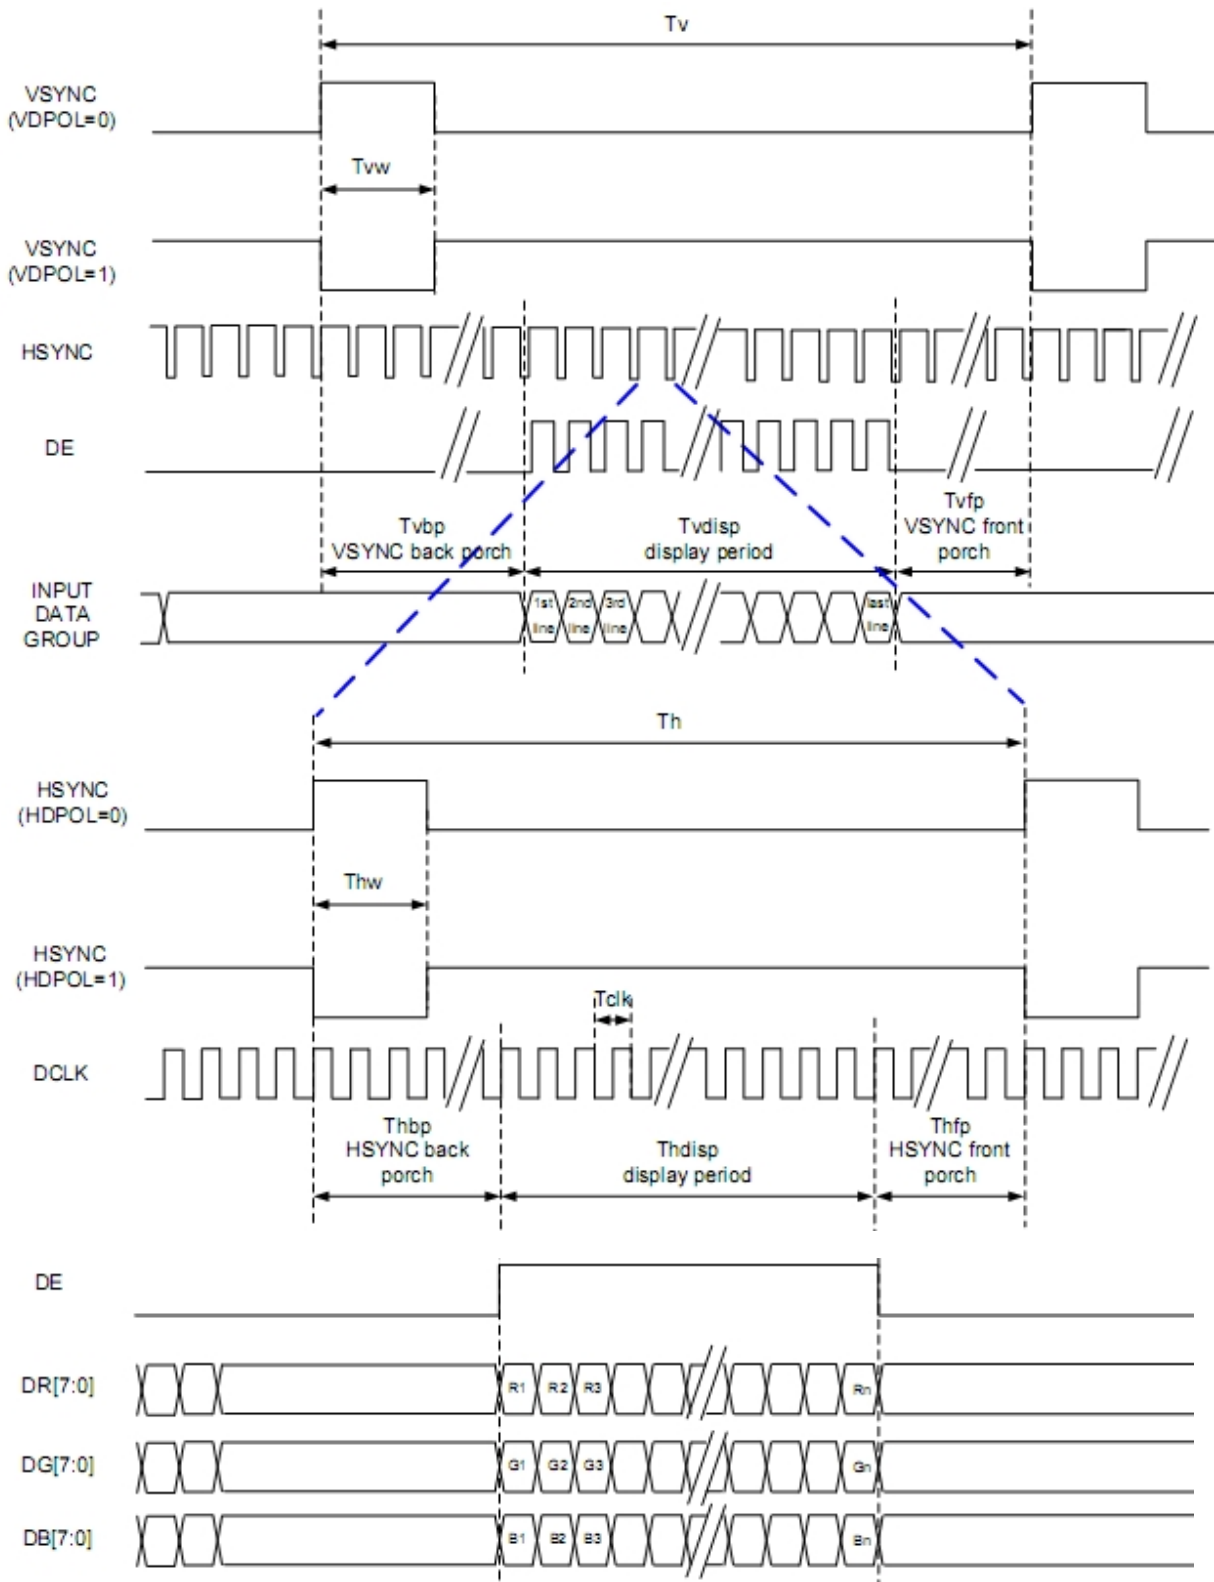 Tv
VSYNC
(VDPOL=0)
Tvw
VSYNC
(VDPOL=1)
HSYNC
DE
Tvbp
VSYNC back porch
Tvdisp
display period
Tvfp
VSYNC front
porch
INPUT
DATA
GROUP
1st
line
2nd
line
3rd
line
last
line
Th
HSYNC
(HDPOL=0)
Thw
HSYNC
(HDPOL=1)
Tclk
DCLK
Thbp
HSYNC back
porch
Thdisp
display period
Thfp
HSYNC front
porch
DE
DR[7:0]
R1 R2 R3 Rn
DG[7:0]
G1 G2 G3 Gn
DB[7:0]
B1 B2 B3 Bn